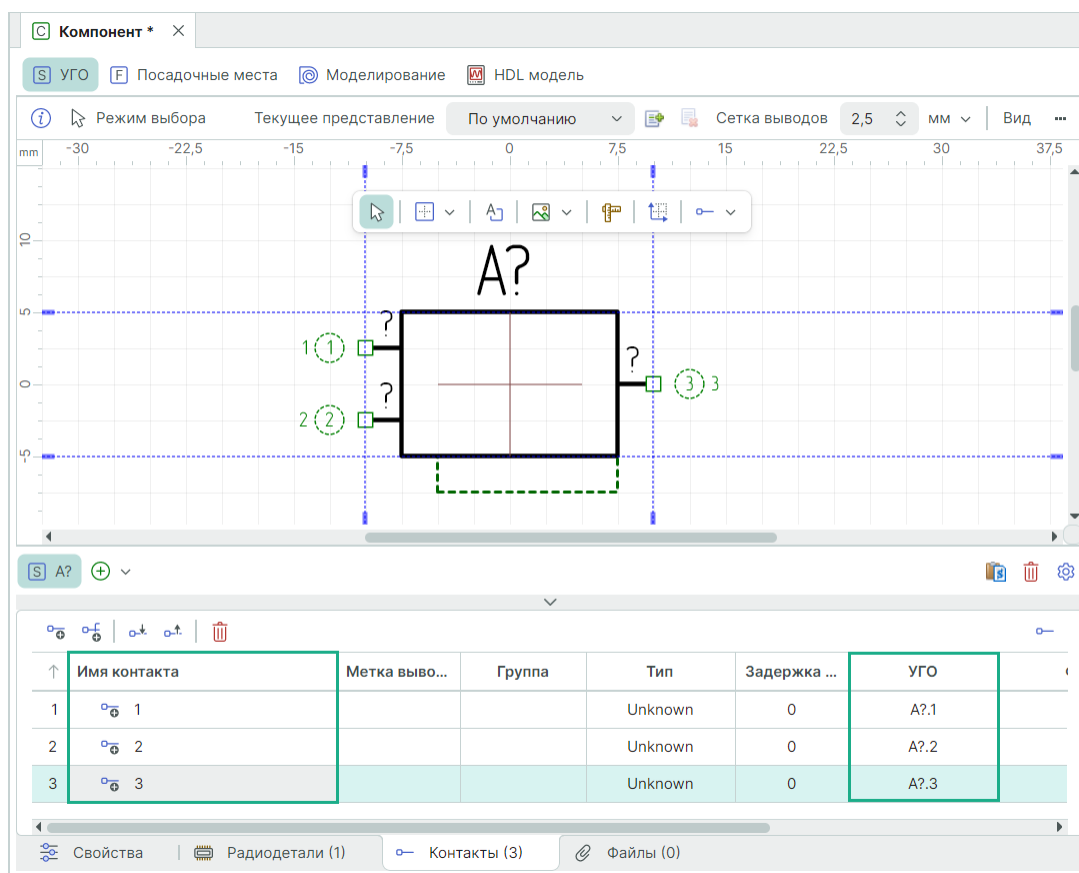 C Компонент *
S УГО F Посадочные места Моделирование HDL модель
i Режим выбора Текущее представление По умолчанию Сетка выводов 2,5 мм Вид
mm -30 -22,5 -15 -7,5 0 7,5 15 22,5 30 37,5
A
10
A?
5
?
1 1
?
0
3 3
?
2 2
-5
S A?
Имя контакта Метка выво... Группа Тип Задержка ... УГО
1 1 Unknown 0 A?.1
2 2 Unknown 0 A?.2
3 3 Unknown 0 A?.3
Свойства Радиодетали (1) Контакты (3) Файлы (0)